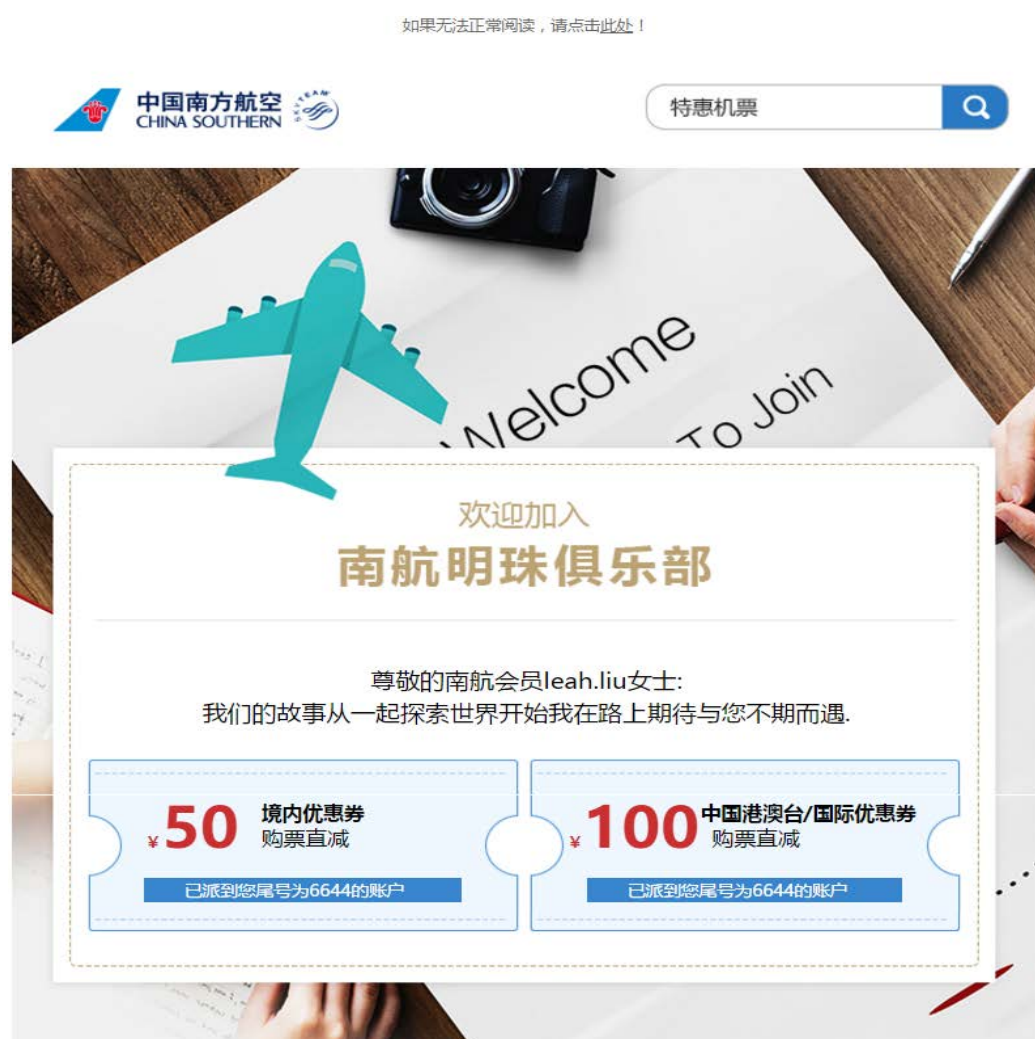 如果无法正常阅读，请点击此处！
中国南方航空
CHINA SOUTHERN
SKYTEAM
特惠机票
Welcome
To Join
欢迎加入
南航明珠俱乐部
尊敬的南航会员leah.liu女士:
我们的故事从一起探索世界开始我在路上期待与您不期而遇.
¥50 境内优惠券
购票直减
已派到您尾号为6644的账户
¥100 中国港澳台/国际优惠券
购票直减
已派到您尾号为6644的账户